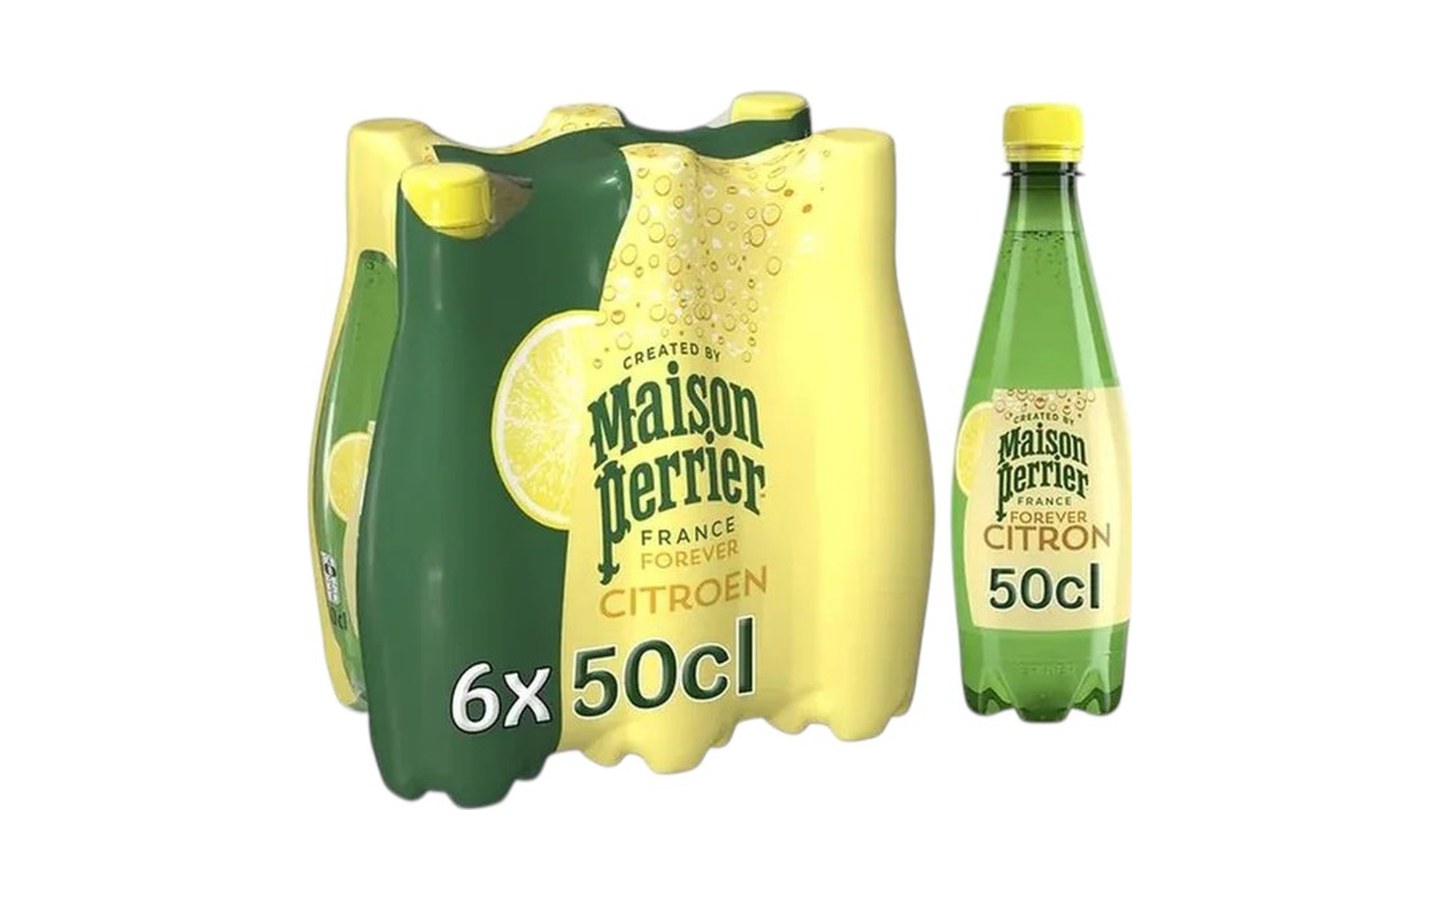 CREATED BY
Maison
perrier
FRANCE
FOREVER
CITROEN
6x 50cl
CREATED BY
Maison
perrier
FRANCE
FOREVER
CITRON
50cl